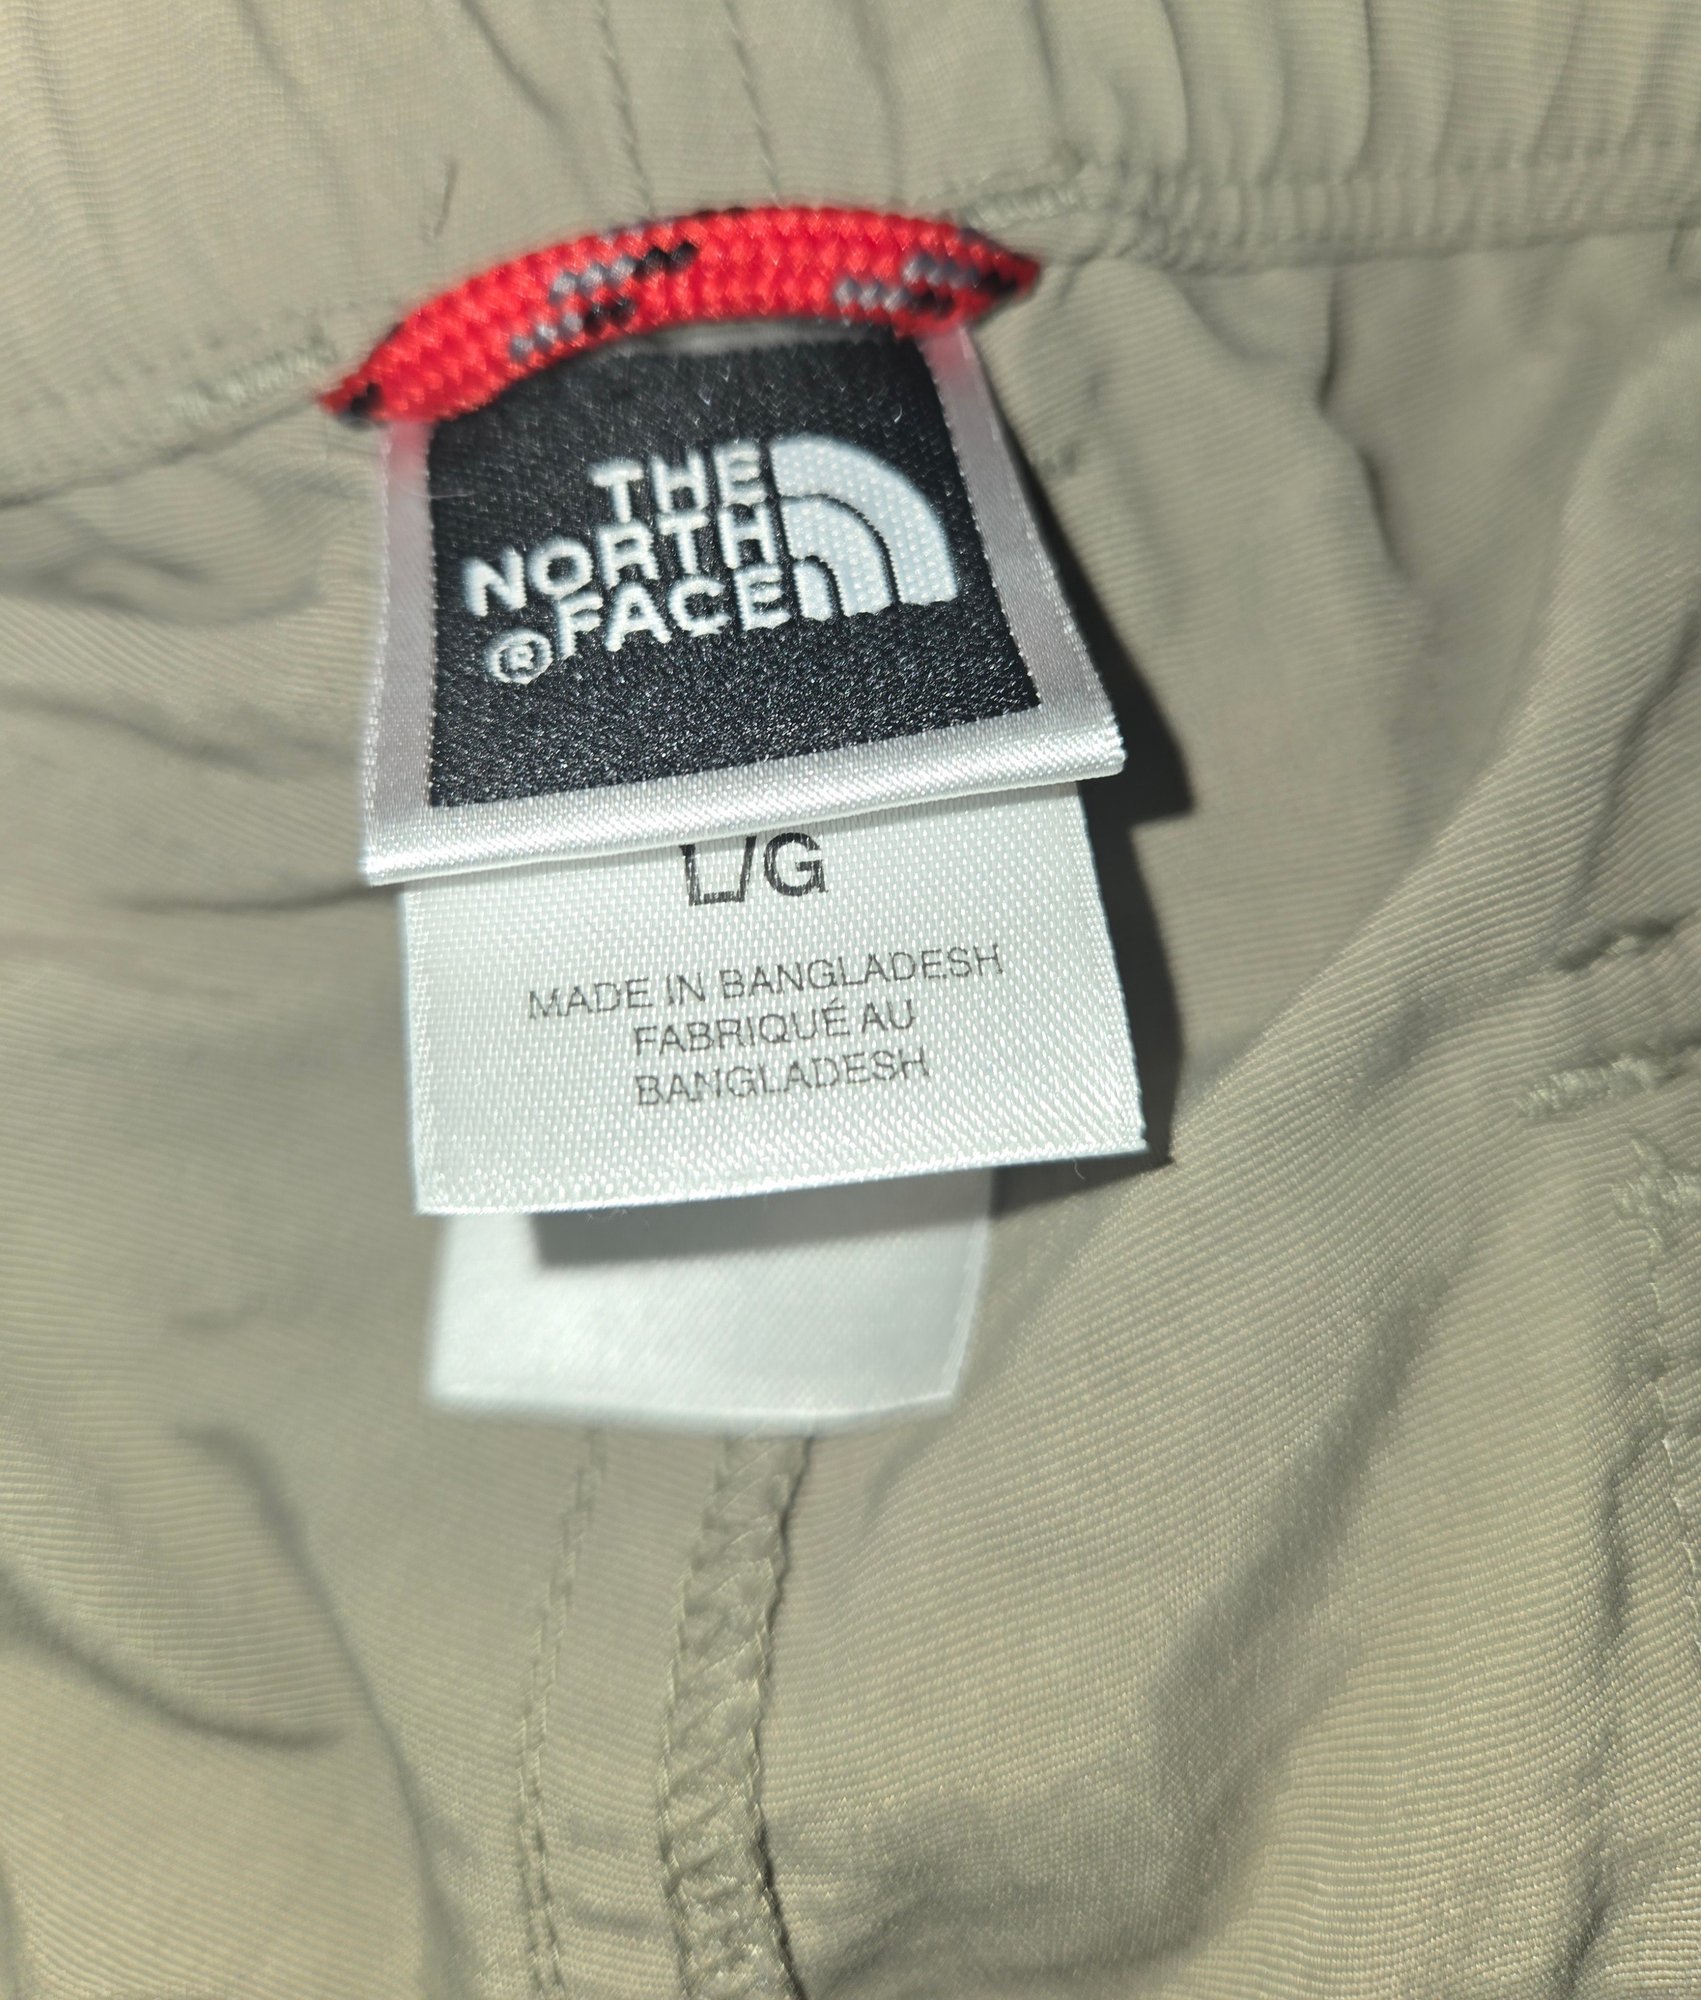 THE
NORTH
® FACE
L/G
MADE IN BANGLADESH
FABRIQUÉ AU
BANGLADESH